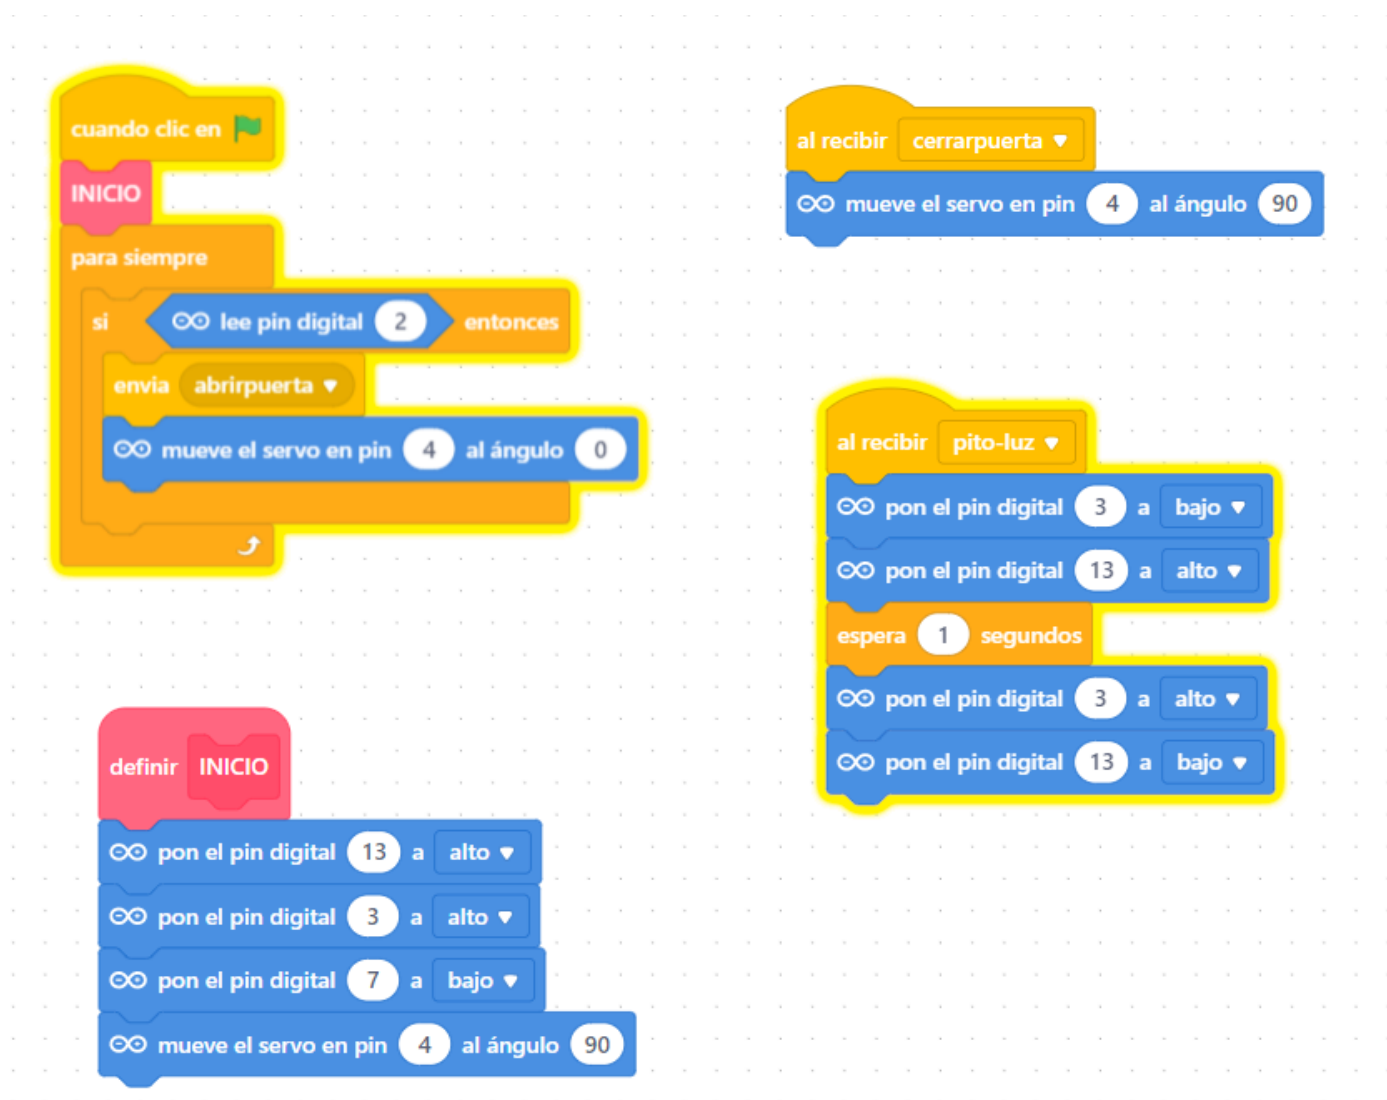 cuando clic en
INICIO
para siempre
si lee pin digital 2 entonces
envia abrirpuerta
mueve el servo en pin 4 al ángulo 0
definir INICIO
pon el pin digital 13 a alto
pon el pin digital 3 a alto
pon el pin digital 7 a bajo
mueve el servo en pin 4 al ángulo 90
al recibir cerrarpuerta
mueve el servo en pin 4 al ángulo 90
al recibir pito-luz
pon el pin digital 3 a bajo
pon el pin digital 13 a alto
espera 1 segundos
pon el pin digital 3 a alto
pon el pin digital 13 a bajo